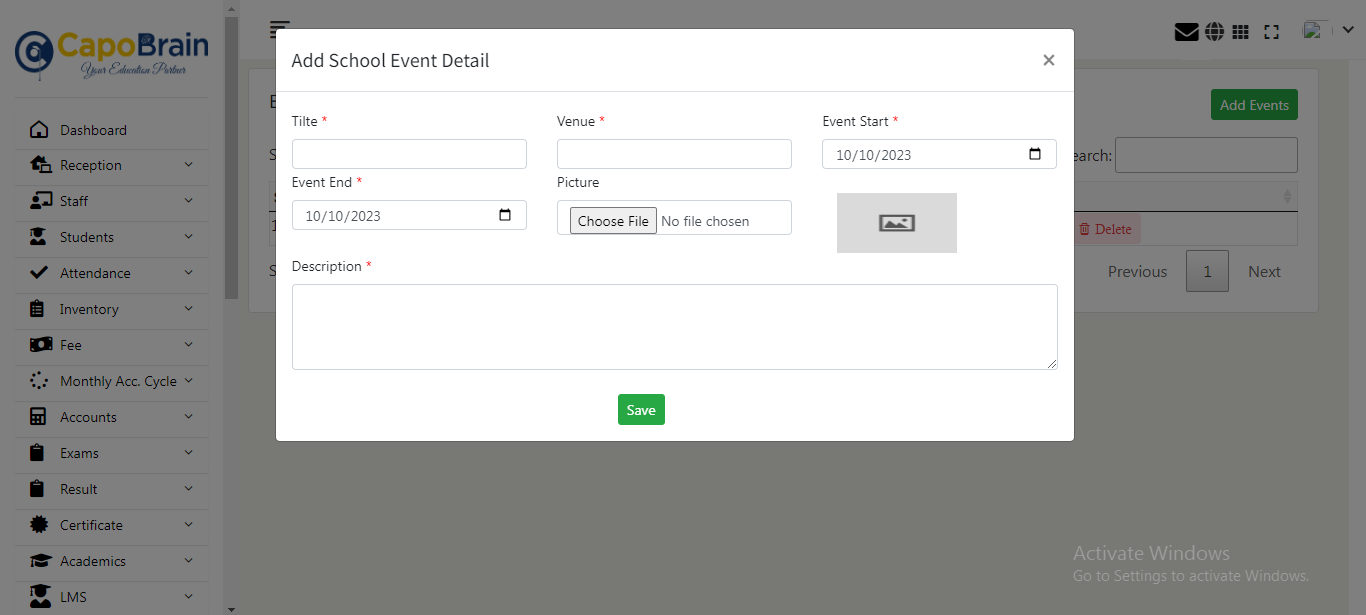 CapoBrain
Your Education Partner
Dashboard
Reception
Staff
Students
Attendance
Inventory
Fee
Monthly Acc. Cycle
Accounts
Exams
Result
Certificate
Academics
LMS
Add School Event Detail
×
Tilte *
Venue *
Event Start *
10/10/2023
Event End *
Picture
10/10/2023
Choose File No file chosen
Description *
Save
Add Events
earch:
Delete
Previous 1 Next
Activate Windows
Go to Settings to activate Windows.